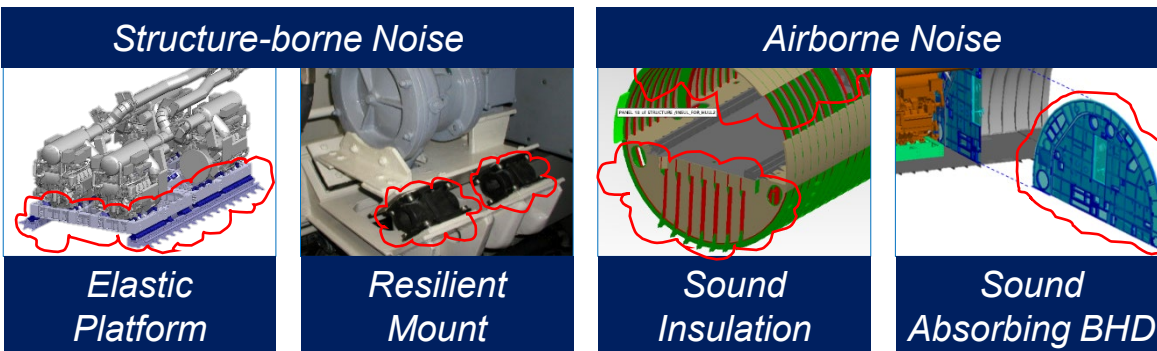 Structure-borne Noise
Airborne Noise
Elastic
Platform
Resilient
Mount
Sound
Insulation
Sound
Absorbing BHD